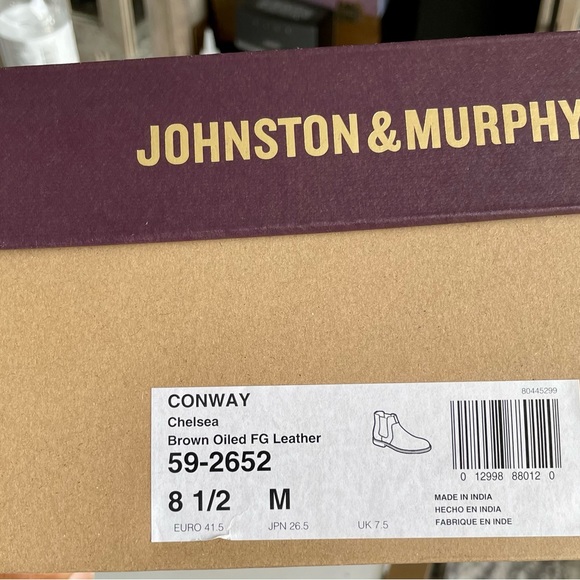 JOHNSTON & MURPHY
80445299
CONWAY
Chelsea
Brown Oiled FG Leather
59-2652
8 1/2 M
EURO 41.5 JPN 26.5 UK 7.5
0 12998 88012 0
MADE IN INDIA
HECHO EN INDIA
FABRIQUE EN INDE